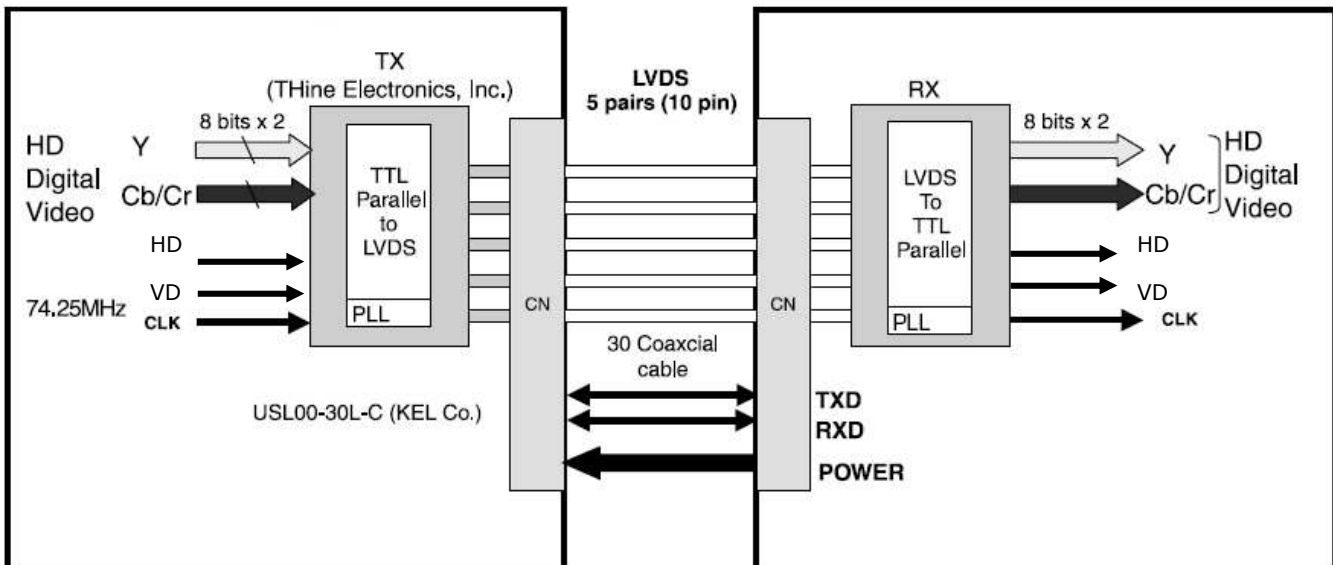 TX
(THine Electronics, Inc.)
8 bits x 2
HD
Digital
Video
Y
Cb/Cr
HD
VD
74.25MHz
CLK
TTL
Parallel
to
LVDS
PLL
USL00-30L-C (KEL Co.)
CN
LVDS
5 pairs (10 pin)
30 Coaxcial
cable
CN
TXD
RXD
POWER
RX
LVDS
To
TTL
Parallel
PLL
8 bits x 2
Y
Cb/Cr
HD
Digital
Video
HD
VD
CLK